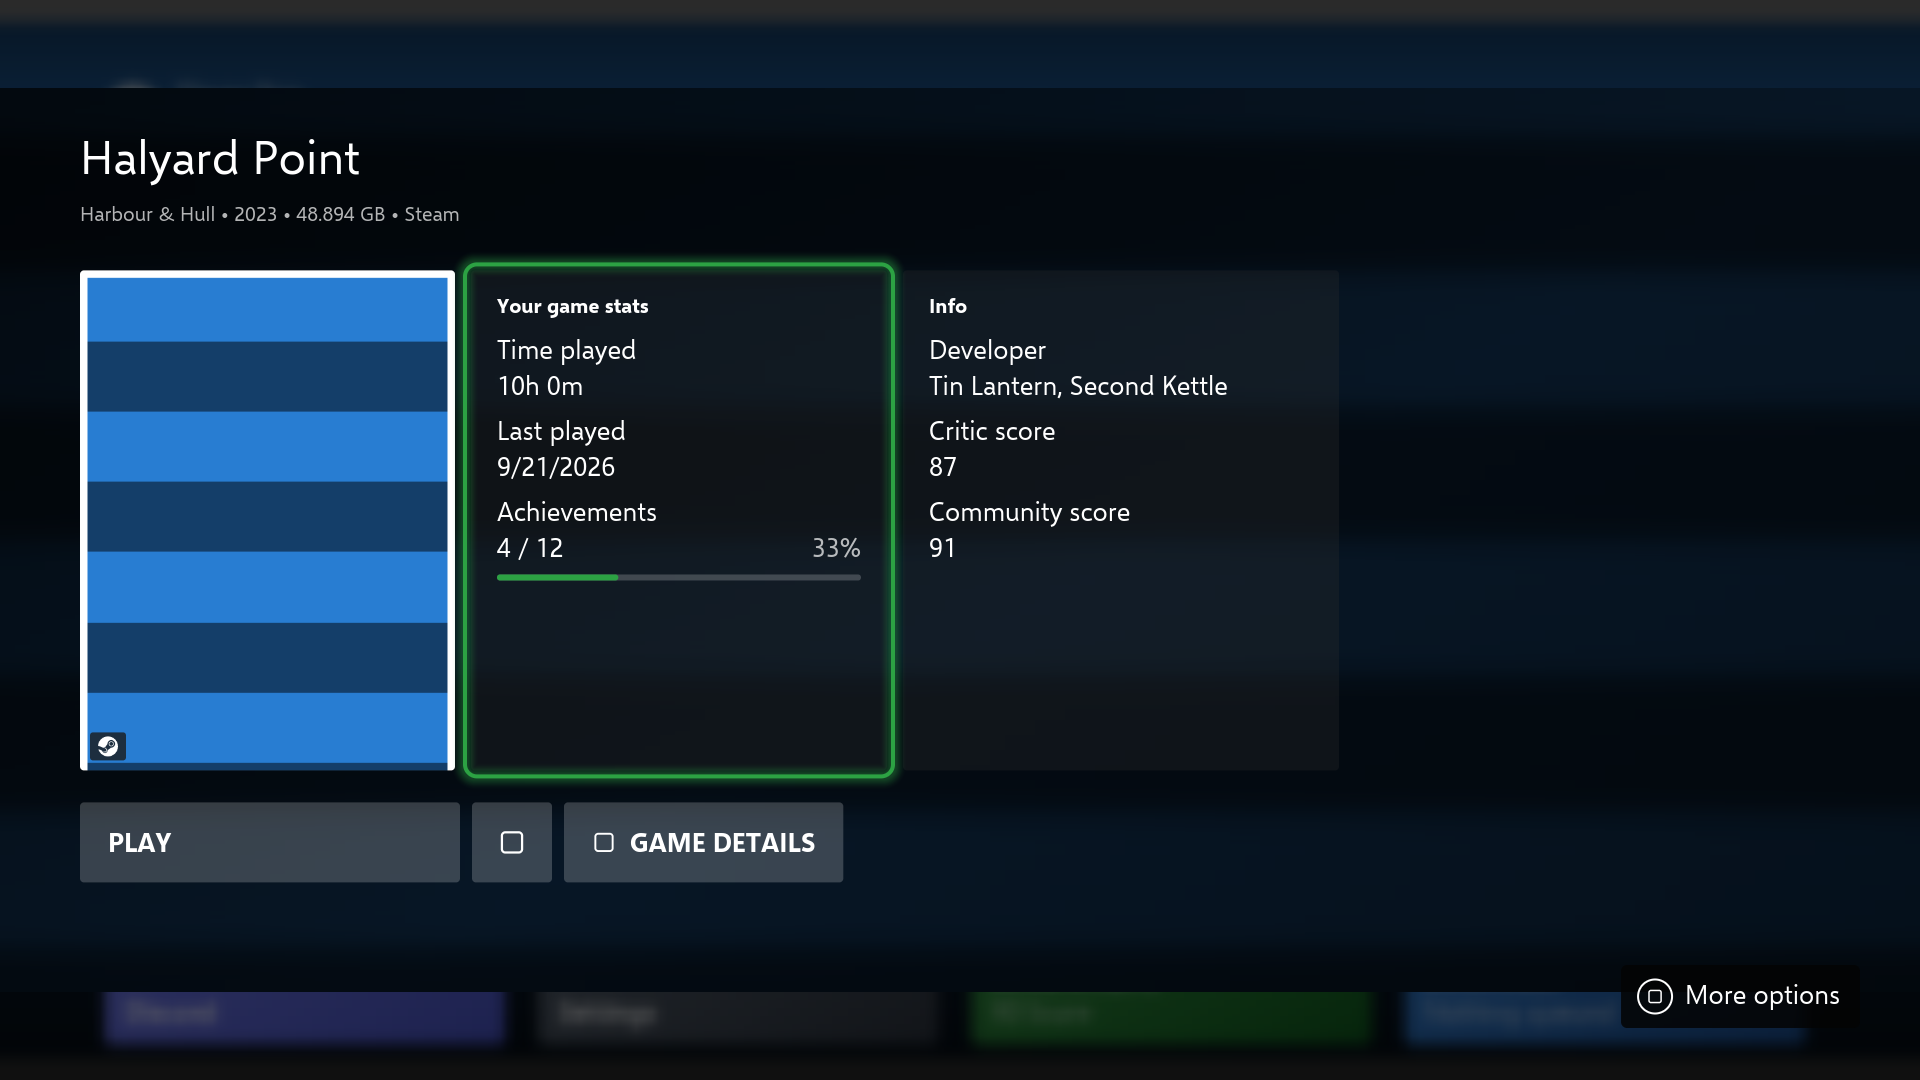 Halyard Point
Harbour & Hull • 2023 • 48.894 GB • Steam
Your game stats
Time played
10h 0m
Last played
9/21/2026
Achievements
4 / 12 33%
Info
Developer
Tin Lantern, Second Kettle
Critic score
87
Community score
91
PLAY
GAME DETAILS
Discord
Settings
More options